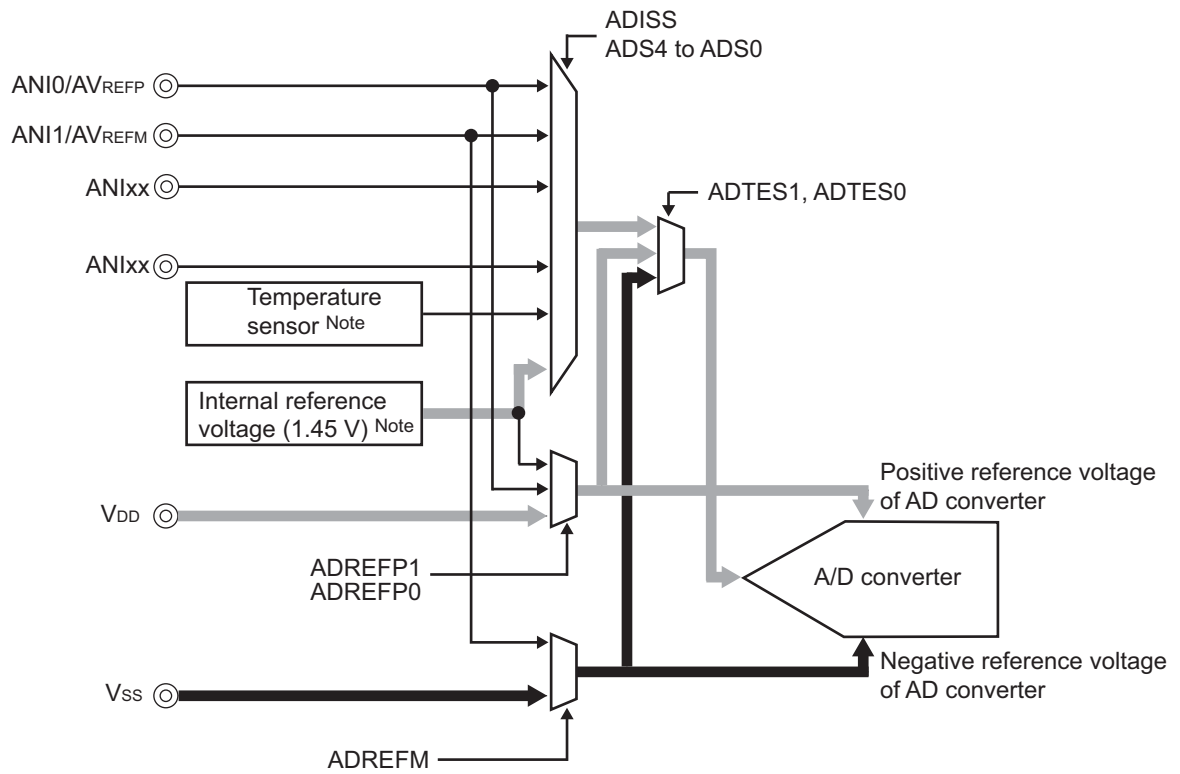 ADISS
ADS4 to ADS0
ANI0/AVREFP
ANI1/AVREFM
ANIxx
ADTES1, ADTES0
ANIxx
Temperature
sensor Note
Internal reference
voltage (1.45 V) Note
Positive reference voltage
of AD converter
VDD
ADREFP1
ADREFP0
A/D converter
Negative reference voltage
of AD converter
VSS
ADREFM